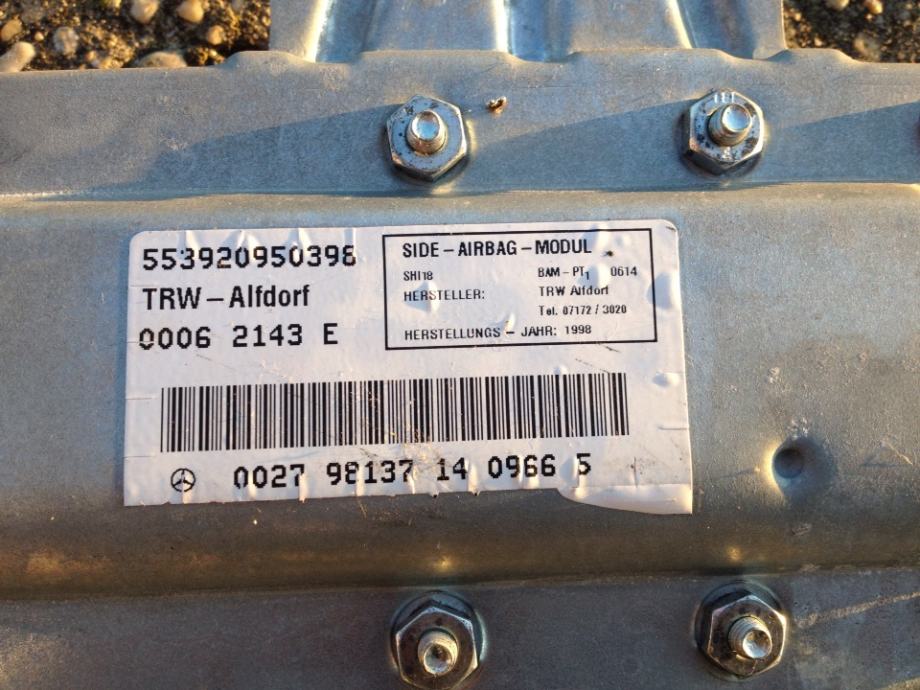 553920950398
TRW - Alfdorf
0006 2143 E
SIDE - AIRBAG - MODUL
SHI18 BAM - PT1 0614
HERSTELLER: TRW Alfdorf
Tel. 07172 / 3020
HERSTELLUNGS - JAHR: 1998
0027 98137 14 0966 5